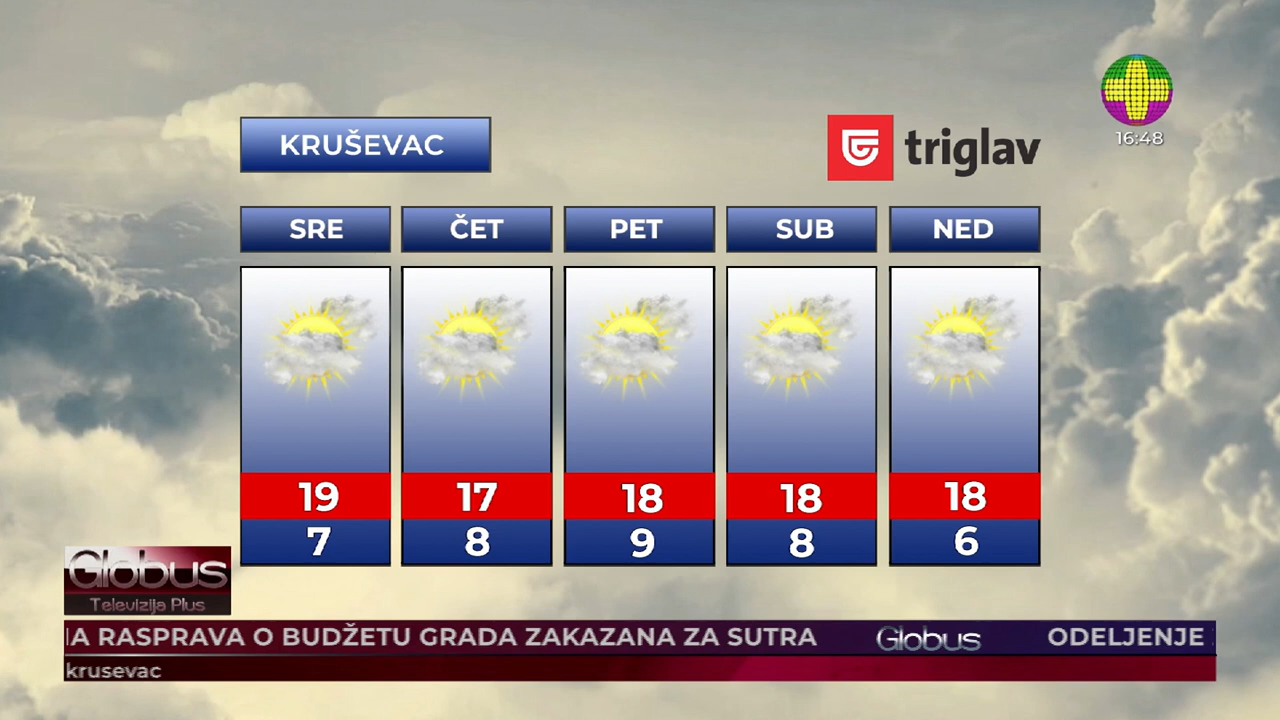 KRUŠEVAC
triglav
16:48
SRE ČET PET SUB NED
19 17 18 18 18
7 8 9 8 6
Globus
Televizija Plus
RASPRAVA O BUDŽETU GRADA ZAKAZANA ZA SUTRA Globus ODELJENJE
krusevac